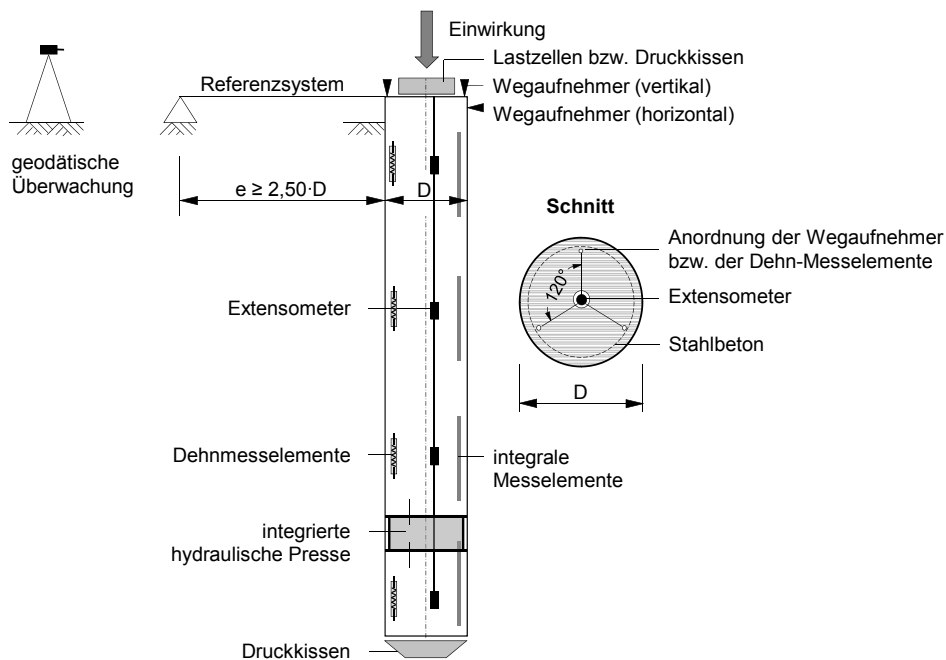 Einwirkung
Lastzellen bzw. Druckkissen
Referenzsystem
Wegaufnehmer (vertikal)
Wegaufnehmer (horizontal)
geodätische
Überwachung
e ≥ 2,50·D
D
Schnitt
Anordnung der Wegaufnehmer
bzw. der Dehn-Messelemente
120°
Extensometer
Extensometer
Stahlbeton
D
Dehnmesselemente
integrale
Messelemente
integrierte
hydraulische Presse
Druckkissen